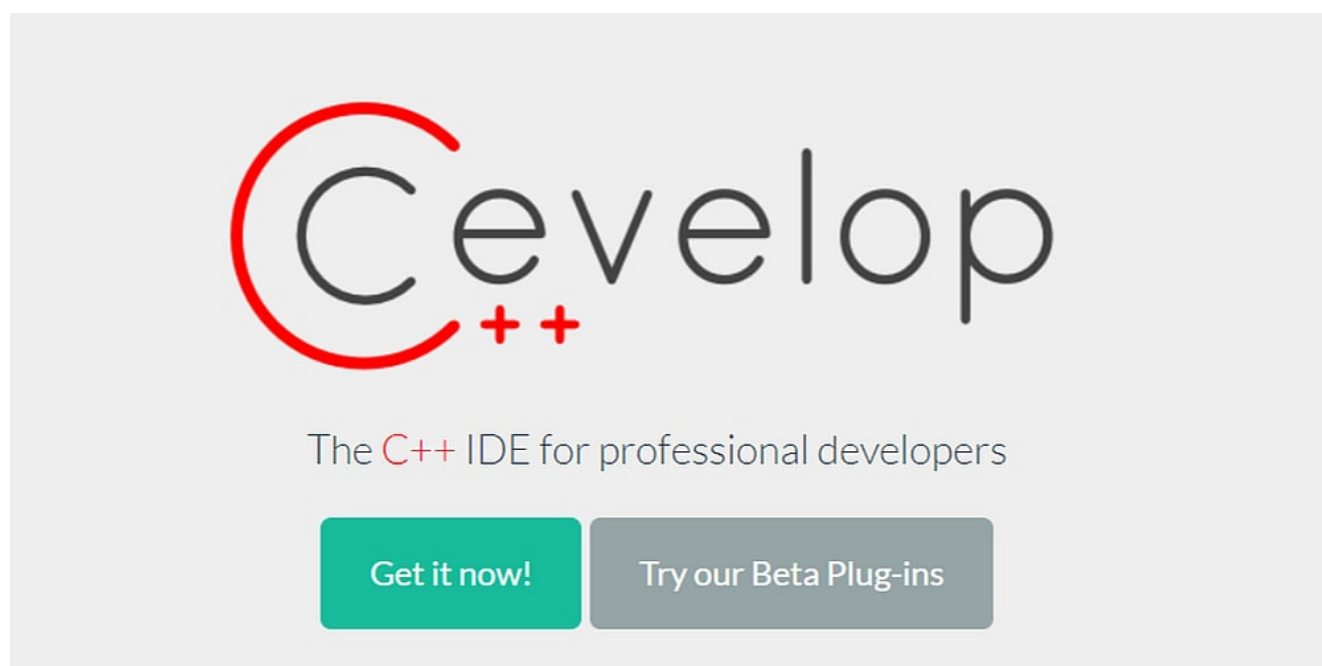 Cevelop
C++
The C++ IDE for professional developers
Get it now! Try our Beta Plug-ins